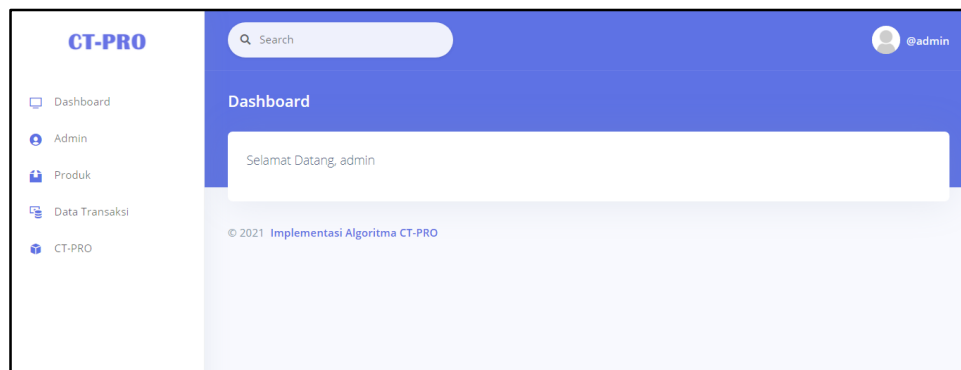 CT-PRO
Search
@admin
Dashboard
Admin
Produk
Data Transaksi
CT-PRO
Dashboard
Selamat Datang, admin
© 2021 Implementasi Algoritma CT-PRO